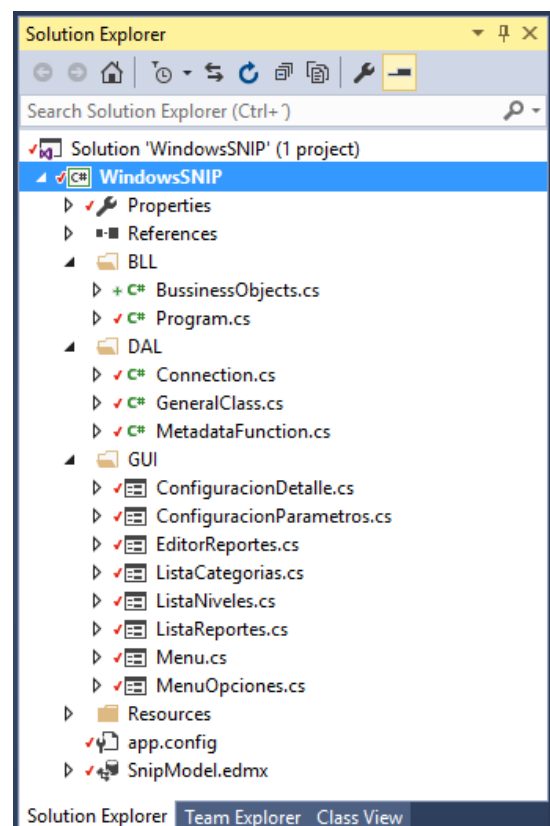 Solution Explorer
Search Solution Explorer (Ctrl+´)
Solution 'WindowsSNIP' (1 project)
C# WindowsSNIP
Properties
References
BLL
C# BussinessObjects.cs
C# Program.cs
DAL
C# Connection.cs
C# GeneralClass.cs
C# MetadataFunction.cs
GUI
ConfiguracionDetalle.cs
ConfiguracionParametros.cs
EditorReportes.cs
ListaCategorias.cs
ListaNiveles.cs
ListaReportes.cs
Menu.cs
MenuOpciones.cs
Resources
app.config
SnipModel.edmx
Solution Explorer Team Explorer Class View